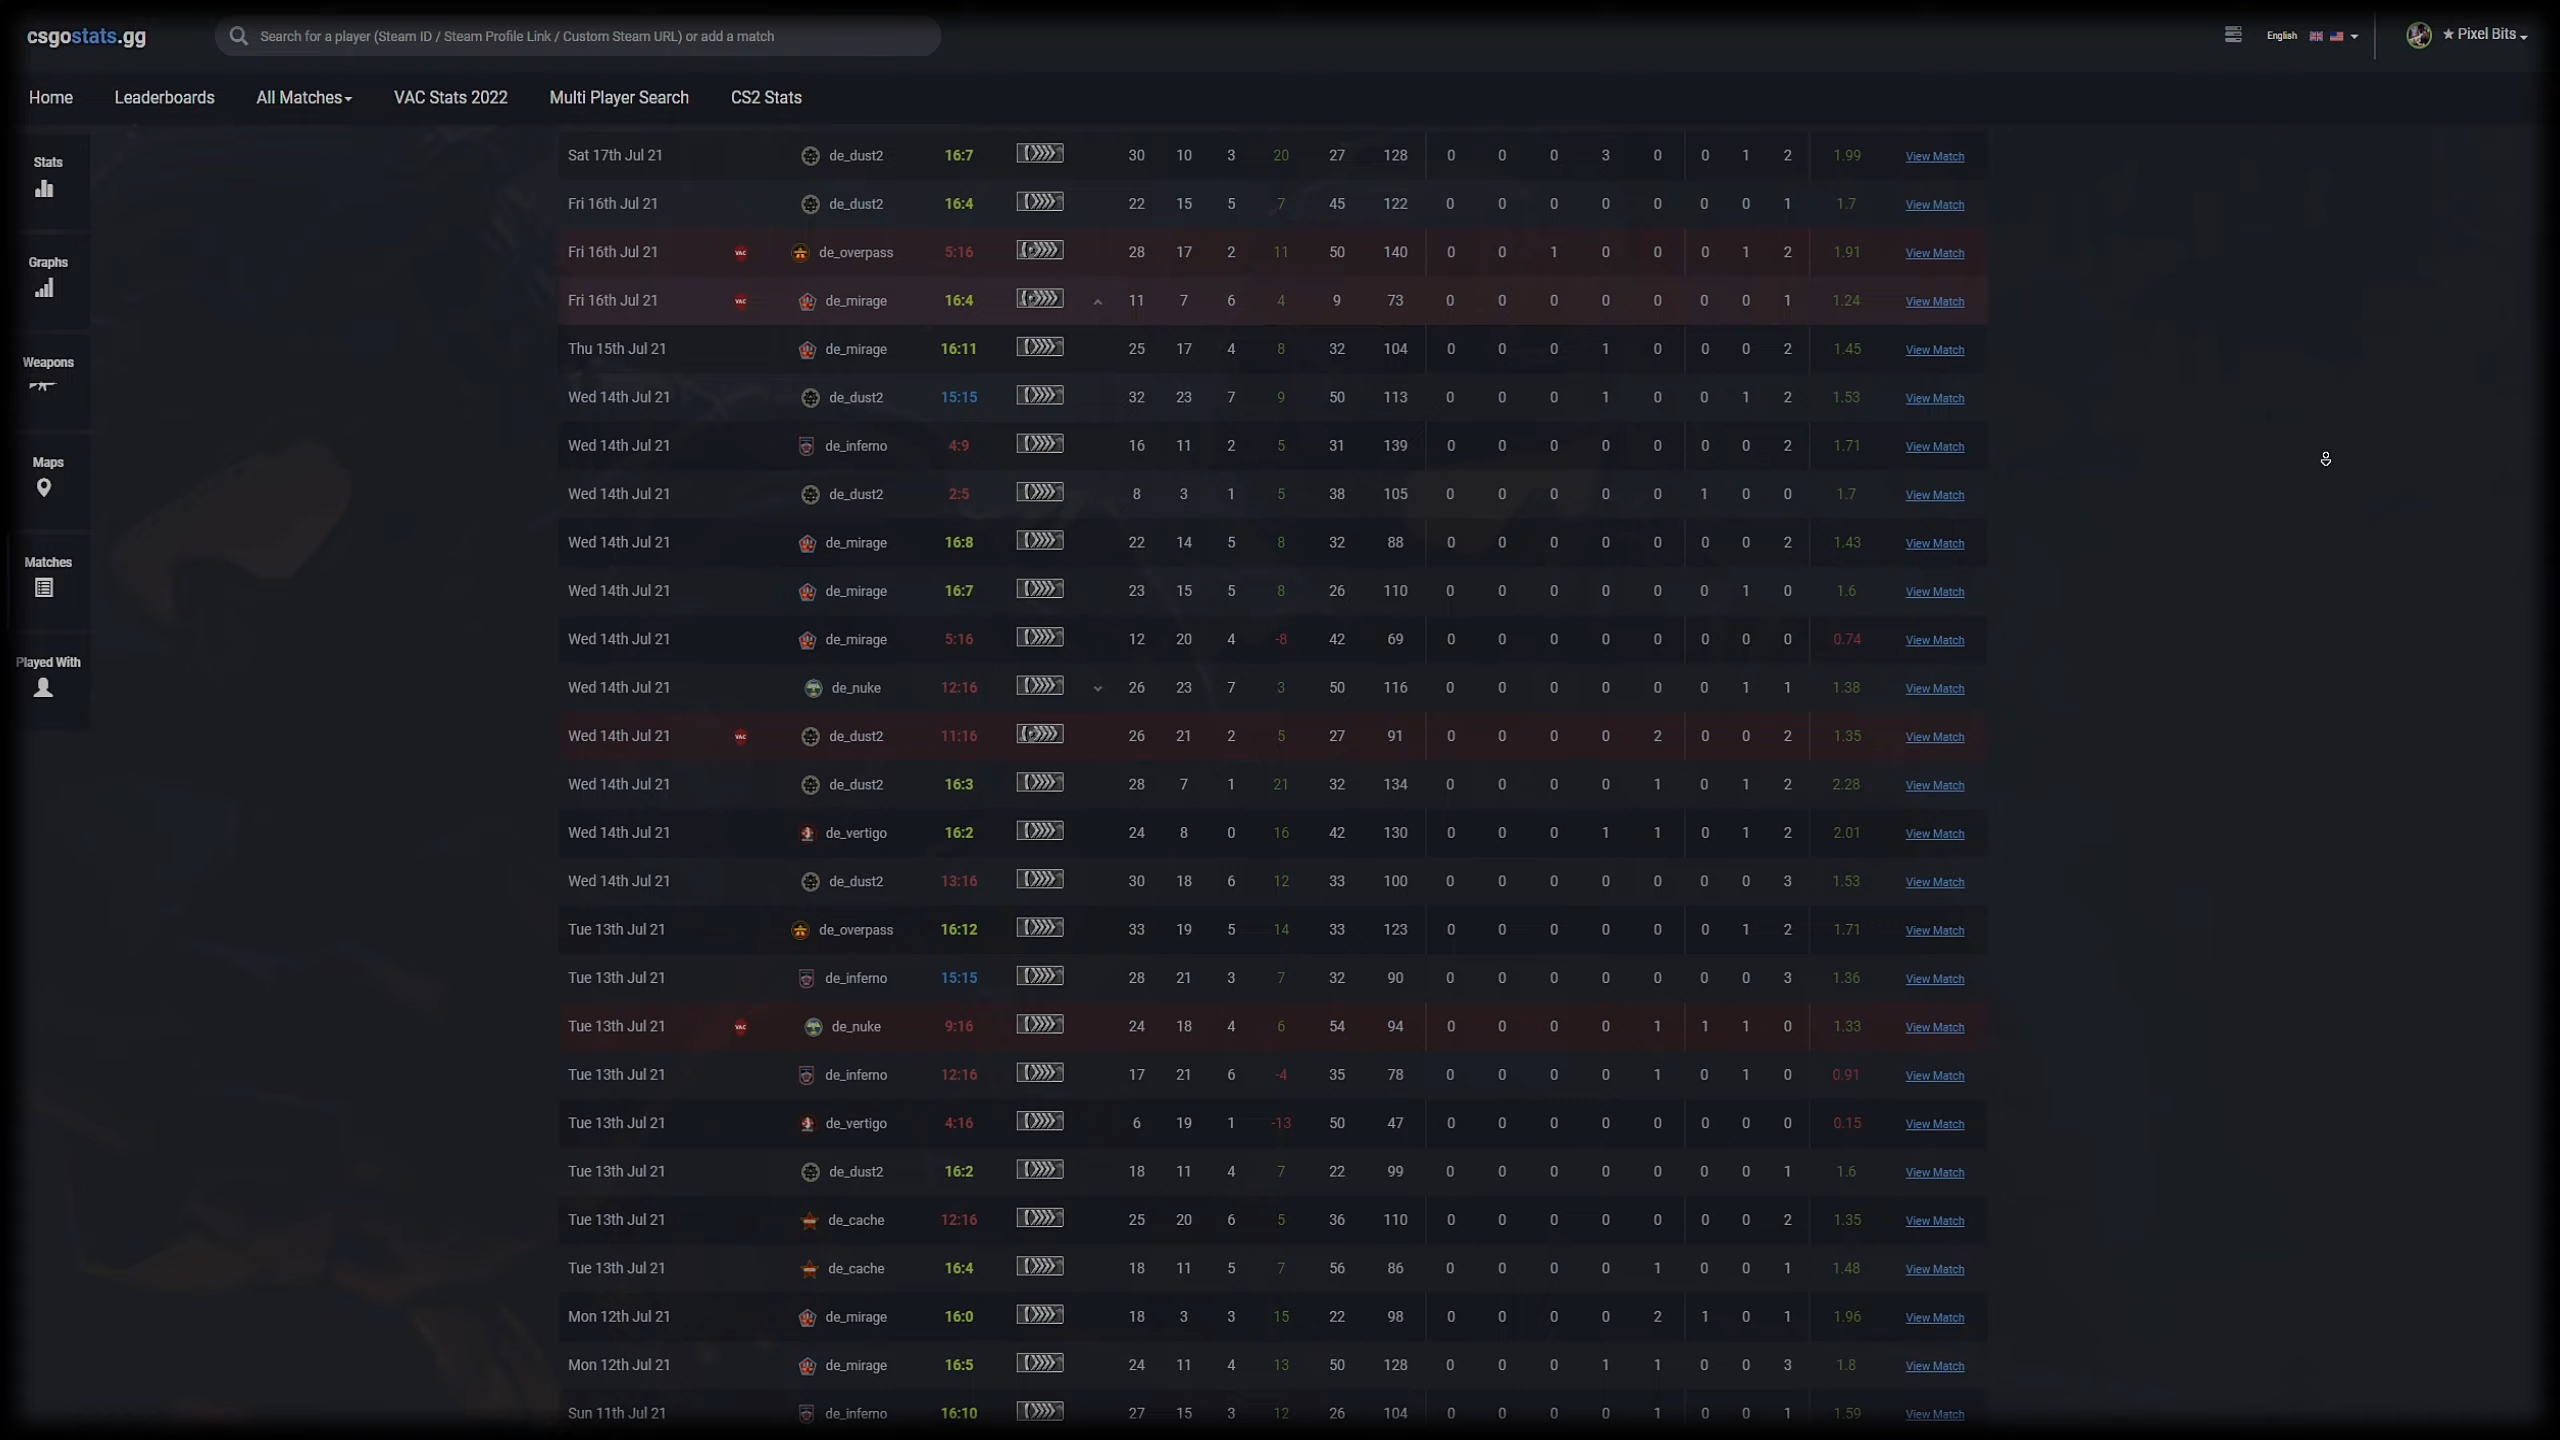 csgostats.gg Search for a player (Steam ID / Steam Profile Link / Custom Steam URL) or add a match English ★ Pixel Bits
Home Leaderboards All Matches VAC Stats 2022 Multi Player Search CS2 Stats
Stats
Graphs
Weapons
Maps
Matches
Played With
Sat 17th Jul 21 de_dust2 16:7 30 10 3 20 27 128 0 0 0 3 0 0 1 2 1.99 View Match
Fri 16th Jul 21 de_dust2 16:4 22 15 5 7 45 122 0 0 0 0 0 0 0 1 1.7 View Match
Fri 16th Jul 21 VAC de_overpass 5:16 28 17 2 11 50 140 0 0 1 0 0 0 1 2 1.91 View Match
Fri 16th Jul 21 VAC de_mirage 16:4 11 7 6 4 9 73 0 0 0 0 0 0 0 1 1.24 View Match
Thu 15th Jul 21 de_mirage 16:11 25 17 4 8 32 104 0 0 0 1 0 0 0 2 1.45 View Match
Wed 14th Jul 21 de_dust2 15:15 32 23 7 9 50 113 0 0 0 1 0 0 1 2 1.53 View Match
Wed 14th Jul 21 de_inferno 4:9 16 11 2 5 31 139 0 0 0 0 0 0 0 2 1.71 View Match
Wed 14th Jul 21 de_dust2 2:5 8 3 1 5 38 105 0 0 0 0 0 1 0 0 1.7 View Match
Wed 14th Jul 21 de_mirage 16:8 22 14 5 8 32 88 0 0 0 0 0 0 0 2 1.43 View Match
Wed 14th Jul 21 de_mirage 16:7 23 15 5 8 26 110 0 0 0 0 0 0 1 0 1.6 View Match
Wed 14th Jul 21 de_mirage 5:16 12 20 4 -8 42 69 0 0 0 0 0 0 0 0 0.74 View Match
Wed 14th Jul 21 de_nuke 12:16 26 23 7 3 50 116 0 0 0 0 0 0 1 1 1.38 View Match
Wed 14th Jul 21 VAC de_dust2 11:16 26 21 2 5 27 91 0 0 0 0 2 0 0 2 1.35 View Match
Wed 14th Jul 21 de_dust2 16:3 28 7 1 21 32 134 0 0 0 0 1 0 1 2 2.28 View Match
Wed 14th Jul 21 de_vertigo 16:2 24 8 0 16 42 130 0 0 0 1 1 0 1 2 2.01 View Match
Wed 14th Jul 21 de_dust2 13:16 30 18 6 12 33 100 0 0 0 0 0 0 0 3 1.53 View Match
Tue 13th Jul 21 de_overpass 16:12 33 19 5 14 33 123 0 0 0 0 0 0 1 2 1.71 View Match
Tue 13th Jul 21 de_inferno 15:15 28 21 3 7 32 90 0 0 0 0 0 0 0 3 1.36 View Match
Tue 13th Jul 21 VAC de_nuke 9:16 24 18 4 6 54 94 0 0 0 0 1 1 1 0 1.33 View Match
Tue 13th Jul 21 de_inferno 12:16 17 21 6 -4 35 78 0 0 0 0 1 0 1 0 0.91 View Match
Tue 13th Jul 21 de_vertigo 4:16 6 19 1 -13 50 47 0 0 0 0 0 0 0 0 0.15 View Match
Tue 13th Jul 21 de_dust2 16:2 18 11 4 7 22 99 0 0 0 0 0 0 0 1 1.6 View Match
Tue 13th Jul 21 de_cache 12:16 25 20 6 5 36 110 0 0 0 0 0 0 0 2 1.35 View Match
Tue 13th Jul 21 de_cache 16:4 18 11 5 7 56 86 0 0 0 0 1 0 0 1 1.48 View Match
Mon 12th Jul 21 de_mirage 16:0 18 3 3 15 22 98 0 0 0 0 2 1 0 1 1.96 View Match
Mon 12th Jul 21 de_mirage 16:5 24 11 4 13 50 128 0 0 0 1 1 0 0 3 1.8 View Match
Sun 11th Jul 21 de_inferno 16:10 27 15 3 12 26 104 0 0 0 0 1 0 0 1 1.59 View Match